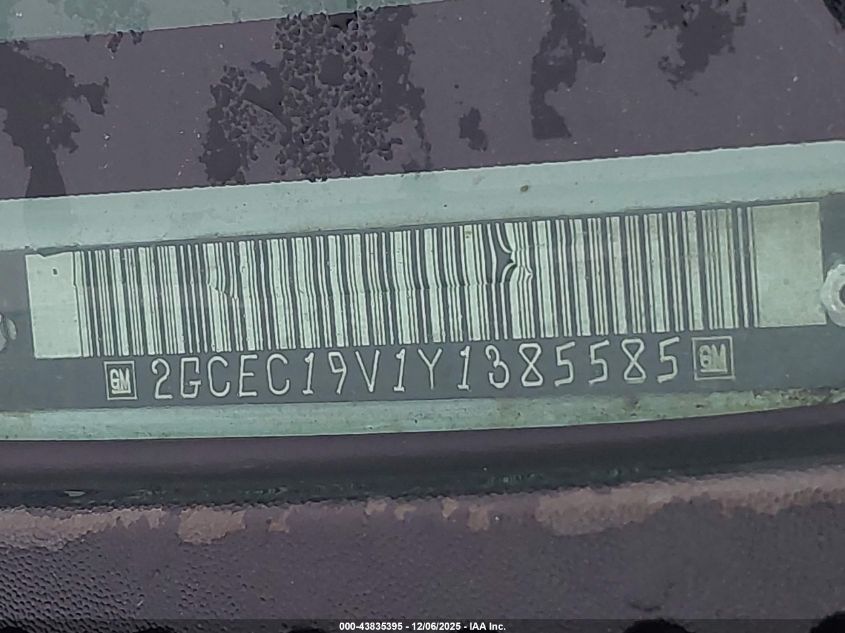 GM 2GCEC19V1Y1385585 GM
000-43835395 - 12/06/2025 - IAA Inc.